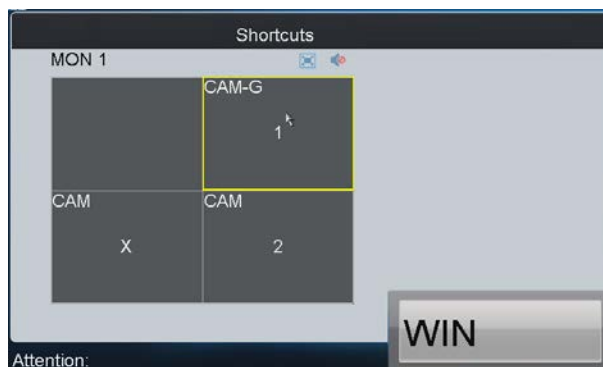 Shortcuts
MON 1
CAM-G
1
CAM
CAM
X
2
WIN
Attention: